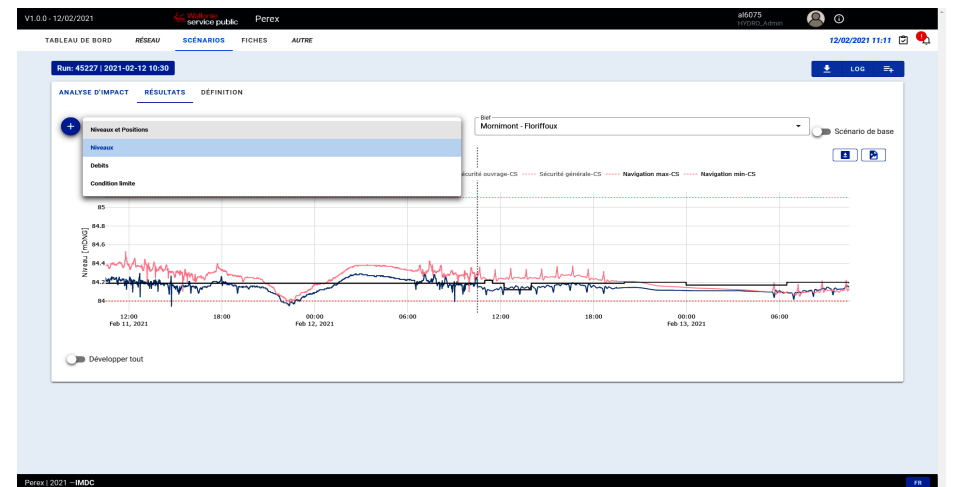 V1.0.0 - 12/02/2021
Wallonie
service public
Perex
al6075
HYDRO_Admin
TABLEAU DE BORD RÉSEAU SCÉNARIOS FICHES AUTRE
12/02/2021 11:11
Run: 45227 | 2021-02-12 10:30
LOG
ANALYSE D'IMPACT RÉSULTATS DÉFINITION
Niveaux et Positions
Niveaux
Debits
Condition limite
Bief
Mornimont - Floriffoux
Scénario de base
écurité ouvrage-CS Sécurité générale-CS Navigation max-CS Navigation min-CS
Niveau [mDNG]
85
84.8
84.6
84.4
84.2
84
12:00 18:00 00:00 06:00 12:00 18:00 00:00 06:00
Feb 11, 2021 Feb 12, 2021 Feb 13, 2021
Développer tout
Perex | 2021 –IMDC
FR